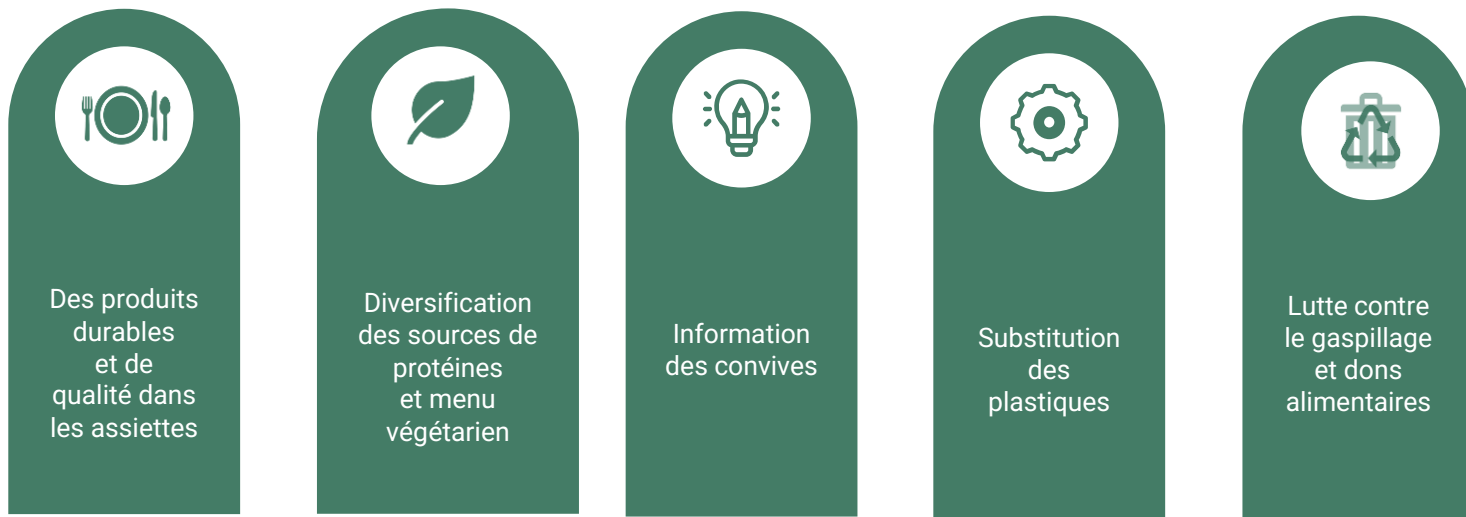 Des produits
durables
et de
qualité dans
les assiettes
Diversification
des sources de
protéines
et menu
végétarien
Information
des convives
Substitution
des
plastiques
Lutte contre
le gaspillage
et dons
alimentaires